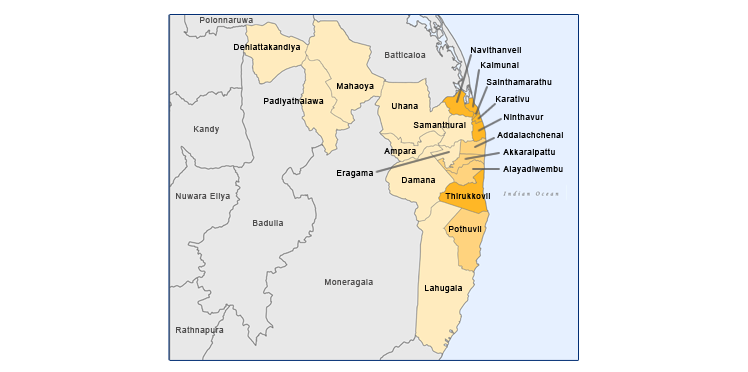 Polonnaruwa
Dehiattakandiya
Batticaloa
Navithanveli
Kalmunai
Sainthamarathu
Karativu
Ninthavur
Addalachchenai
Akkaraipattu
Alayadiwembu
Mahaoya
Padiyathalawa
Uhana
Samanthurai
Kandy
Ampara
Eragama
Damana
Nuwara Eliya
Thirukkovil
Indian Ocean
Badulla
Pothuvil
Moneragala
Lahugala
Rathnapura